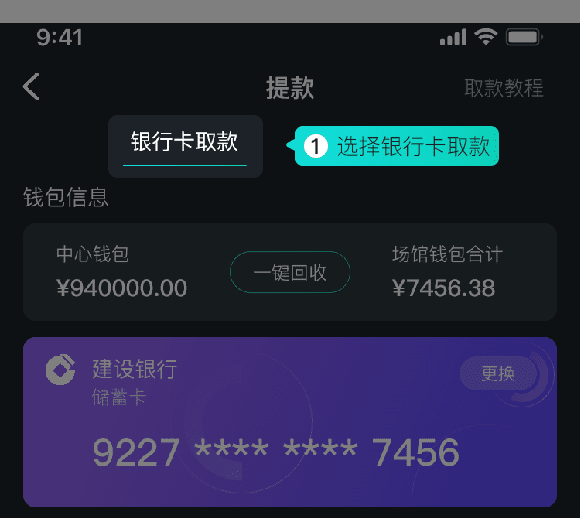 9:41
提款
取款教程
银行卡取款
1 选择银行卡取款
钱包信息
中心钱包
¥940000.00
一键回收
场馆钱包合计
¥7456.38
建设银行
更换
储蓄卡
9227 **** **** 7456